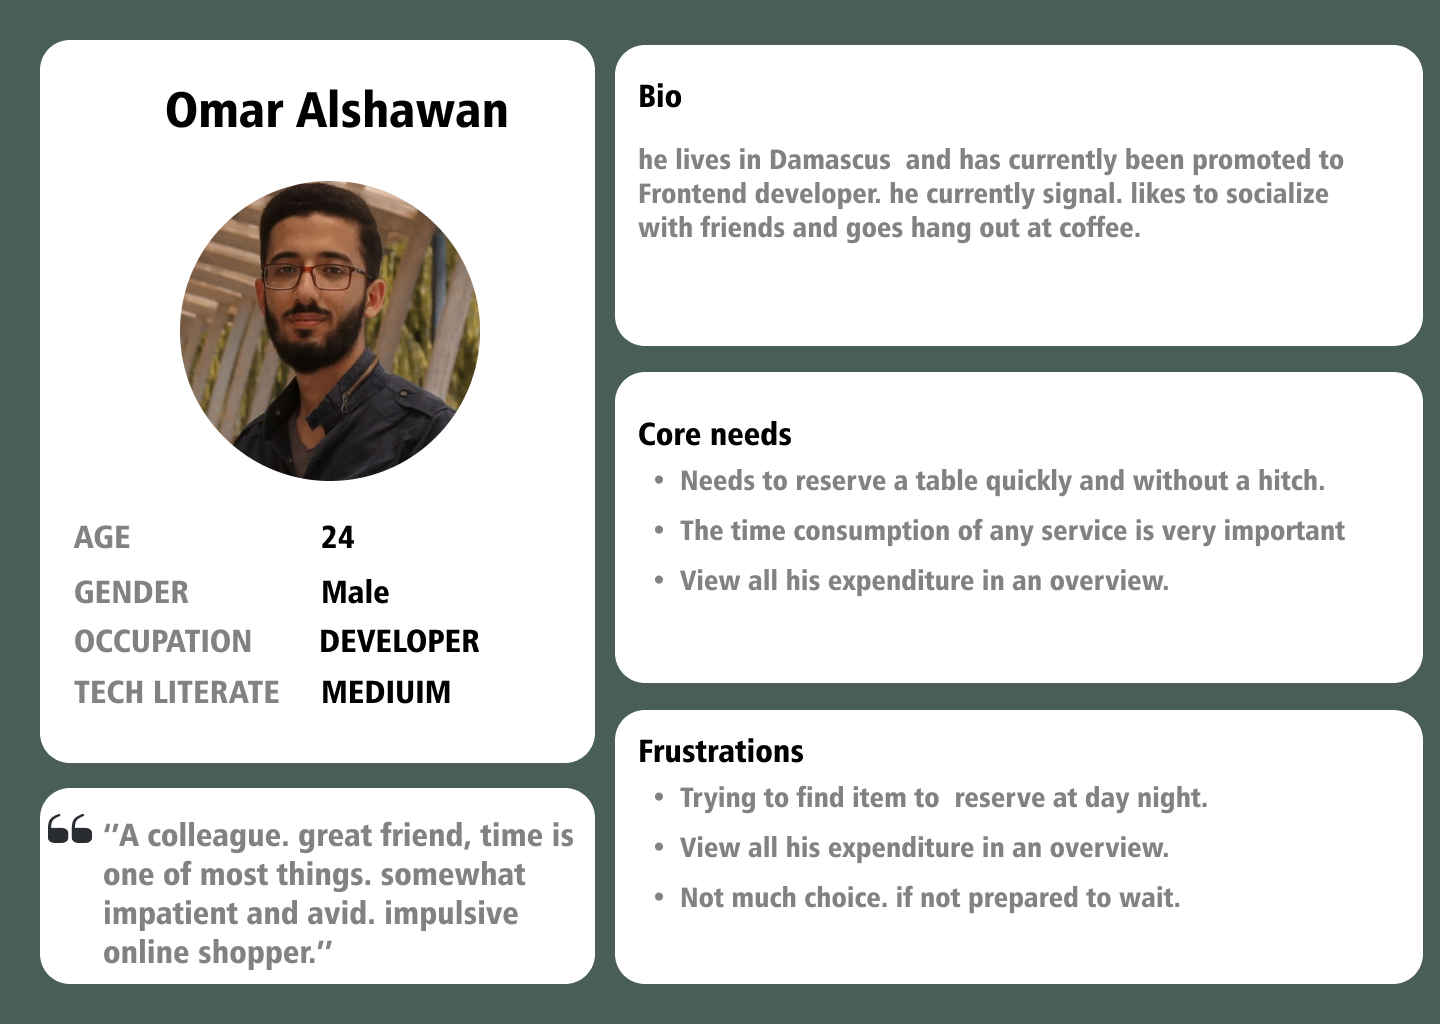 Omar Alshawan
AGE 24
GENDER Male
OCCUPATION DEVELOPER
TECH LITERATE MEDIUIM
‘’A colleague. great friend, time is
one of most things. somewhat
impatient and avid. impulsive
online shopper.’’
Bio
he lives in Damascus  and has currently been promoted to
Frontend developer. he currently signal. likes to socialize
with friends and goes hang out at coffee.
Core needs
• Needs to reserve a table quickly and without a hitch.
• The time consumption of any service is very important
• View all his expenditure in an overview.
Frustrations
• Trying to find item to  reserve at day night.
• View all his expenditure in an overview.
• Not much choice. if not prepared to wait.